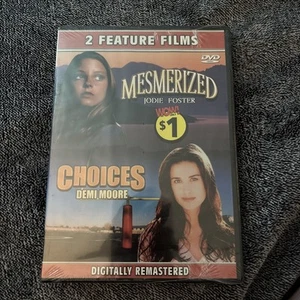 2 FEATURE FILMS
DVD
MESMERIZED
JODIE FOSTER
WOW!
$1
CHOICES
DEMI MOORE
DIGITALLY REMASTERED